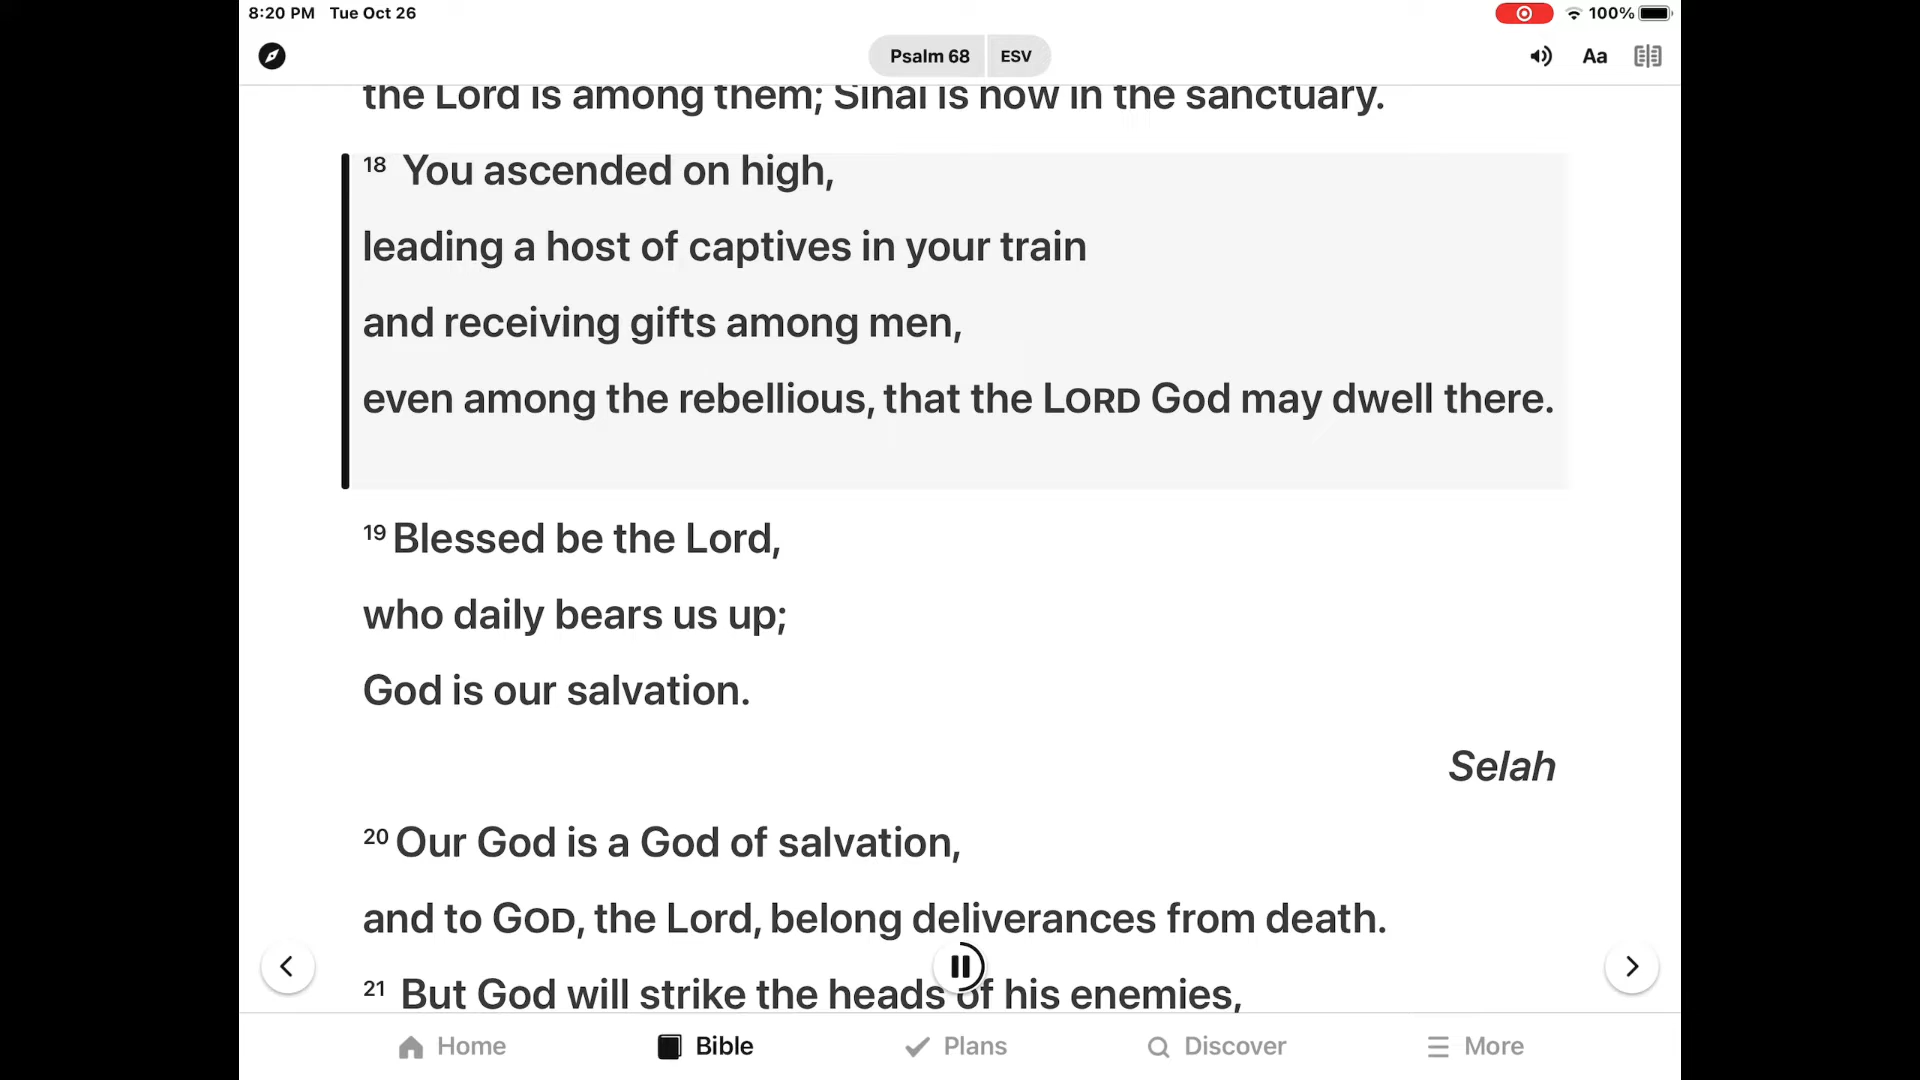 8:20 PM Tue Oct 26 100%
Psalm 68 ESV Aa
the Lord is among them; Sinai is now in the sanctuary.
18 You ascended on high,
leading a host of captives in your train
and receiving gifts among men,
even among the rebellious, that the LORD God may dwell there.
19 Blessed be the Lord,
who daily bears us up;
God is our salvation.
Selah
20 Our God is a God of salvation,
and to GOD, the Lord, belong deliverances from death.
21 But God will strike the heads of his enemies,
Home Bible Plans Discover More